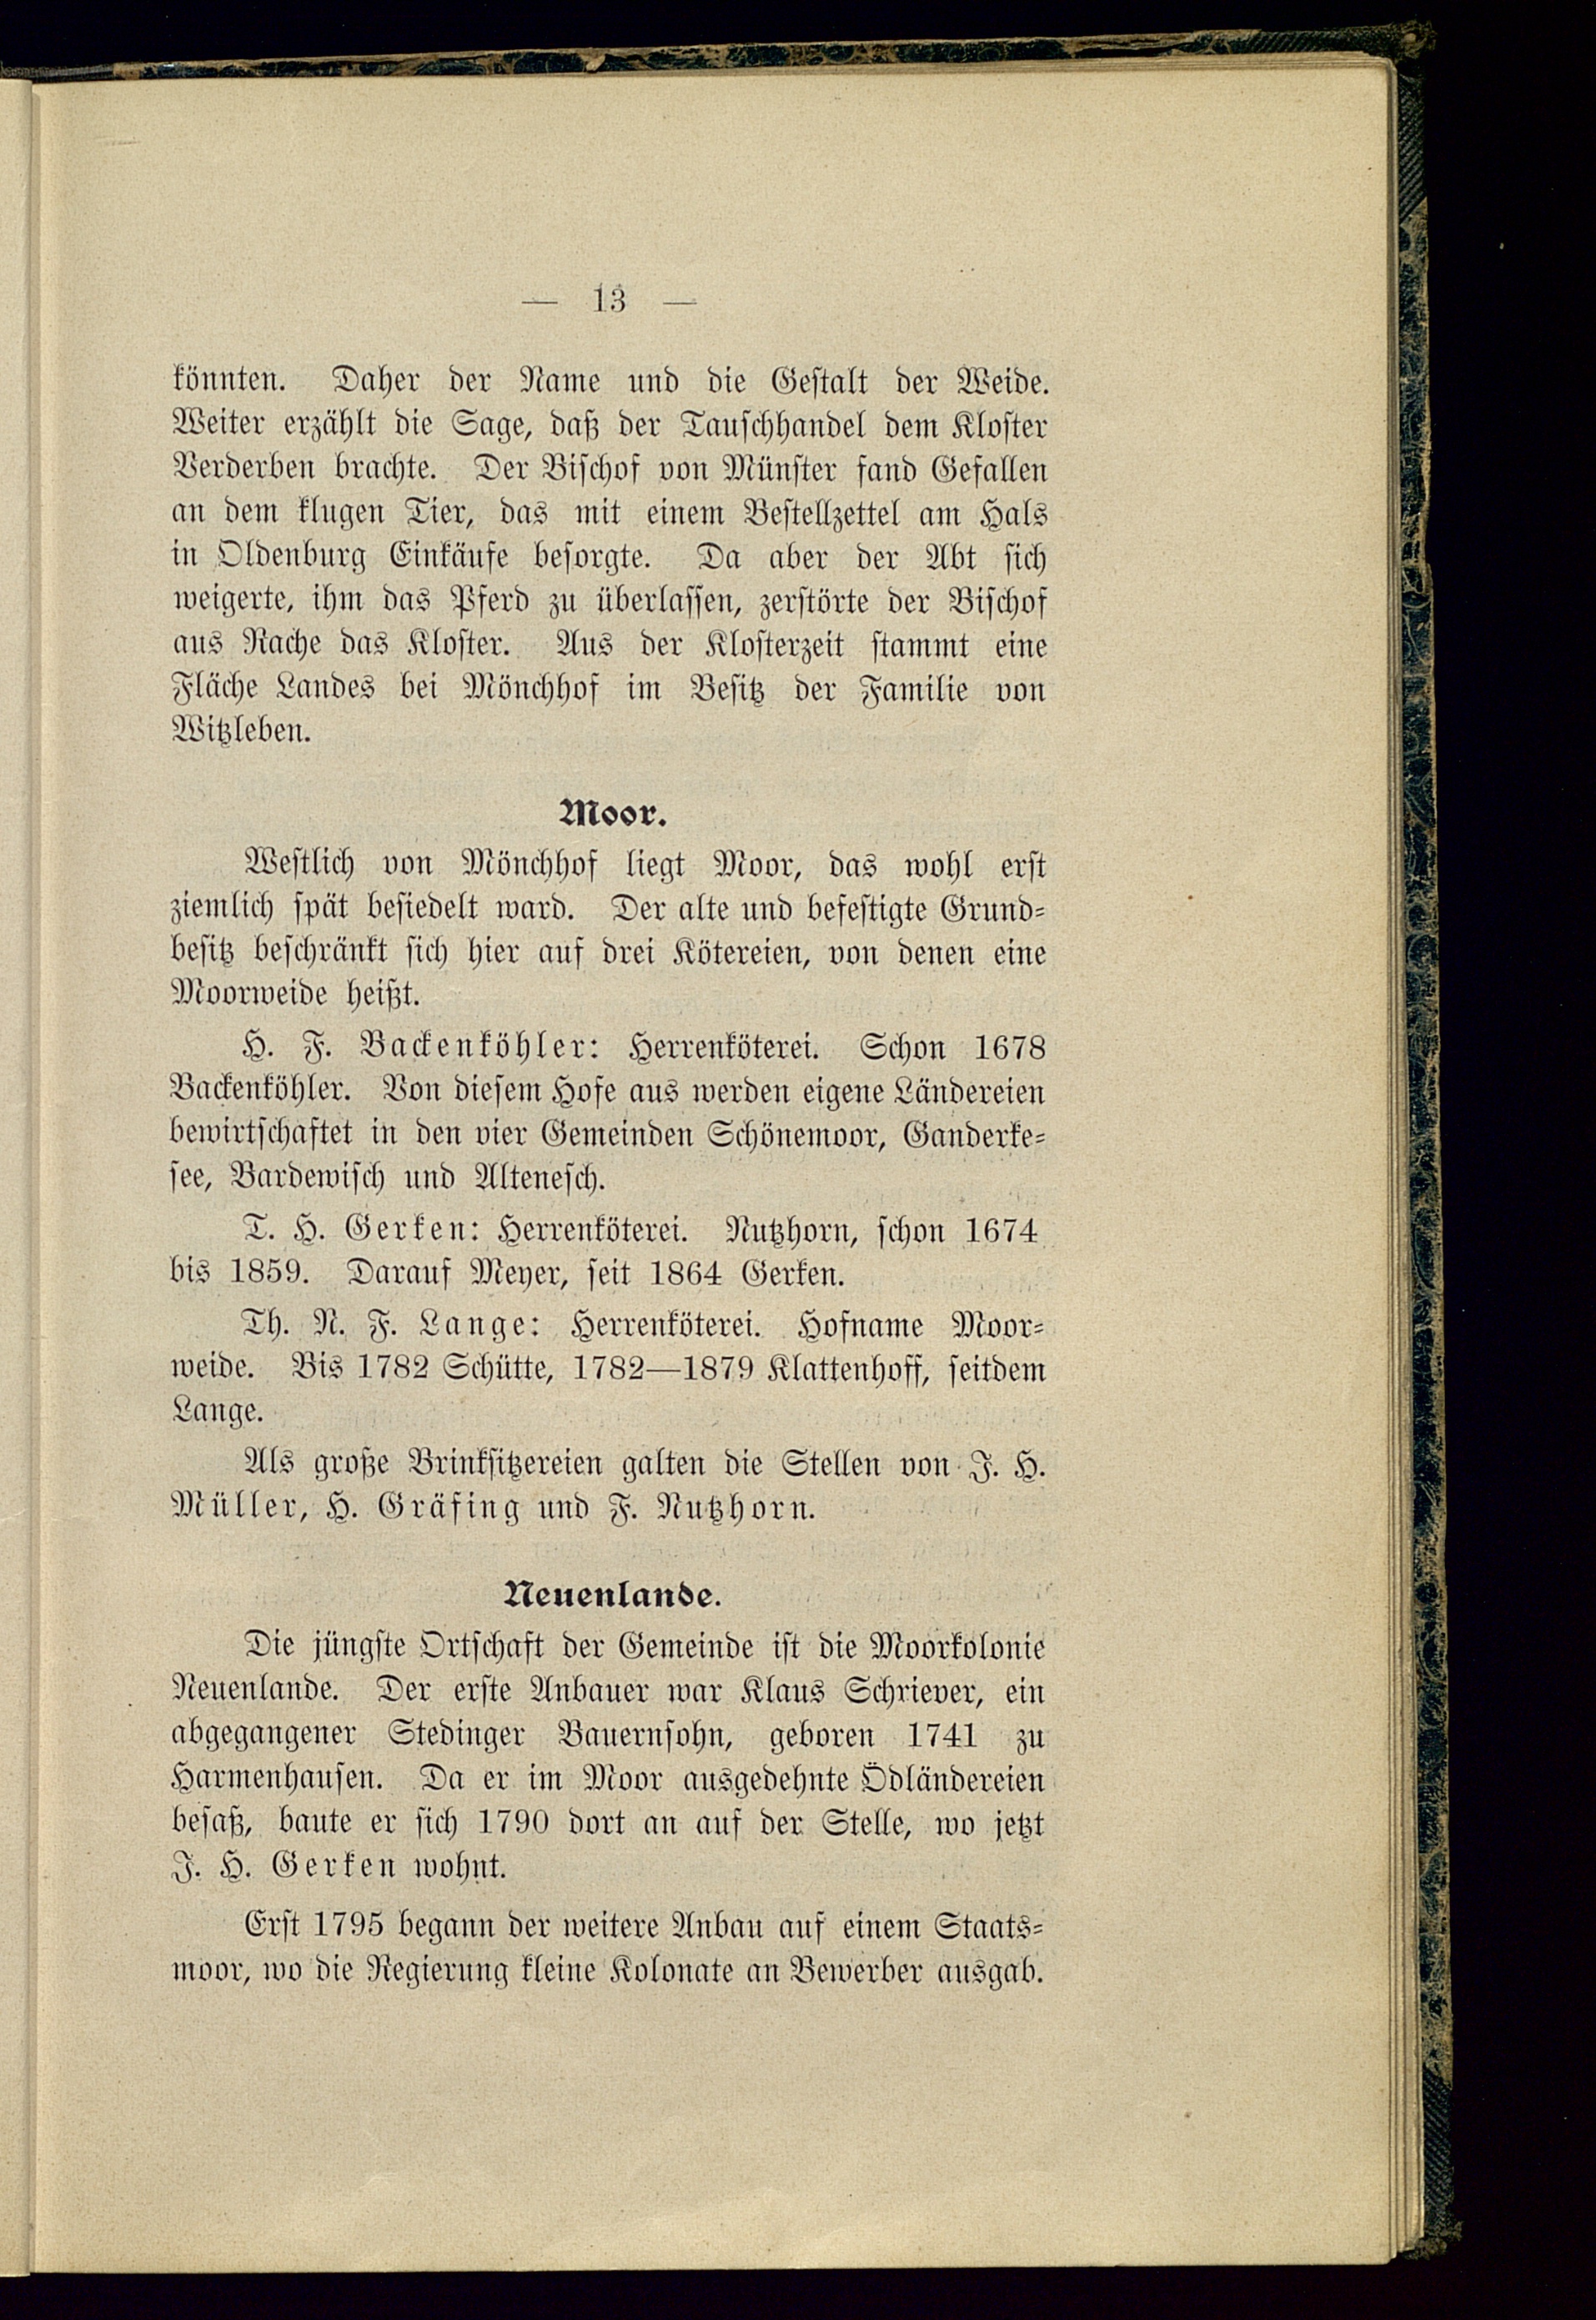 — 13 —
könnten. Daher der Name und die Gestalt der Weide.
Weiter erzählt die Sage, daß der Tauschhandel dem Kloster
Verderben brachte. Der Bischof von Münster fand Gefallen
an dem klugen Tier, das mit einem Bestellzettel am Hals
in Oldenburg Einkäufe besorgte. Da aber der Abt sich
weigerte, ihm das Pferd zu überlassen, zerstörte der Bischof
aus Rache das Kloster. Aus der Klosterzeit stammt eine
Fläche Landes bei Mönchhof im Besitz der Familie von
Witzleben.
Moor.
Westlich von Mönchhof liegt Moor, das wohl erst
ziemlich spät besiedelt ward. Der alte und befestigte Grund-
besitz beschränkt sich hier auf drei Kötereien, von denen eine
Moorweide heißt.
H. F. Backenköhler: Herrenköterei. Schon 1678
Backenköhler. Von diesem Hofe aus werden eigene Ländereien
bewirtschaftet in den vier Gemeinden Schönemoor, Ganderke-
see, Bardewisch und Altenesch.
T. H. Gerken: Herrenköterei. Nutzhorn, schon 1674
bis 1859. Darauf Meyer, seit 1864 Gerken.
Th. N. F. Lange: Herrenköterei. Hofname Moor-
weide. Bis 1782 Schütte, 1782—1879 Klattenhoff, seitdem
Lange.
Als große Brinksitzereien galten die Stellen von J. H.
Müller, H. Gräfing und F. Nutzhorn.
Neuenlande.
Die jüngste Ortschaft der Gemeinde ist die Moorkolonie
Neuenlande. Der erste Anbauer war Klaus Schriever, ein
abgegangener Stedinger Bauernsohn, geboren 1741 zu
Harmenhausen. Da er im Moor ausgedehnte Ödländereien
besaß, baute er sich 1790 dort an auf der Stelle, wo jetzt
J. H. Gerken wohnt.
Erst 1795 begann der weitere Anbau auf einem Staats-
moor, wo die Regierung kleine Kolonate an Bewerber ausgab.